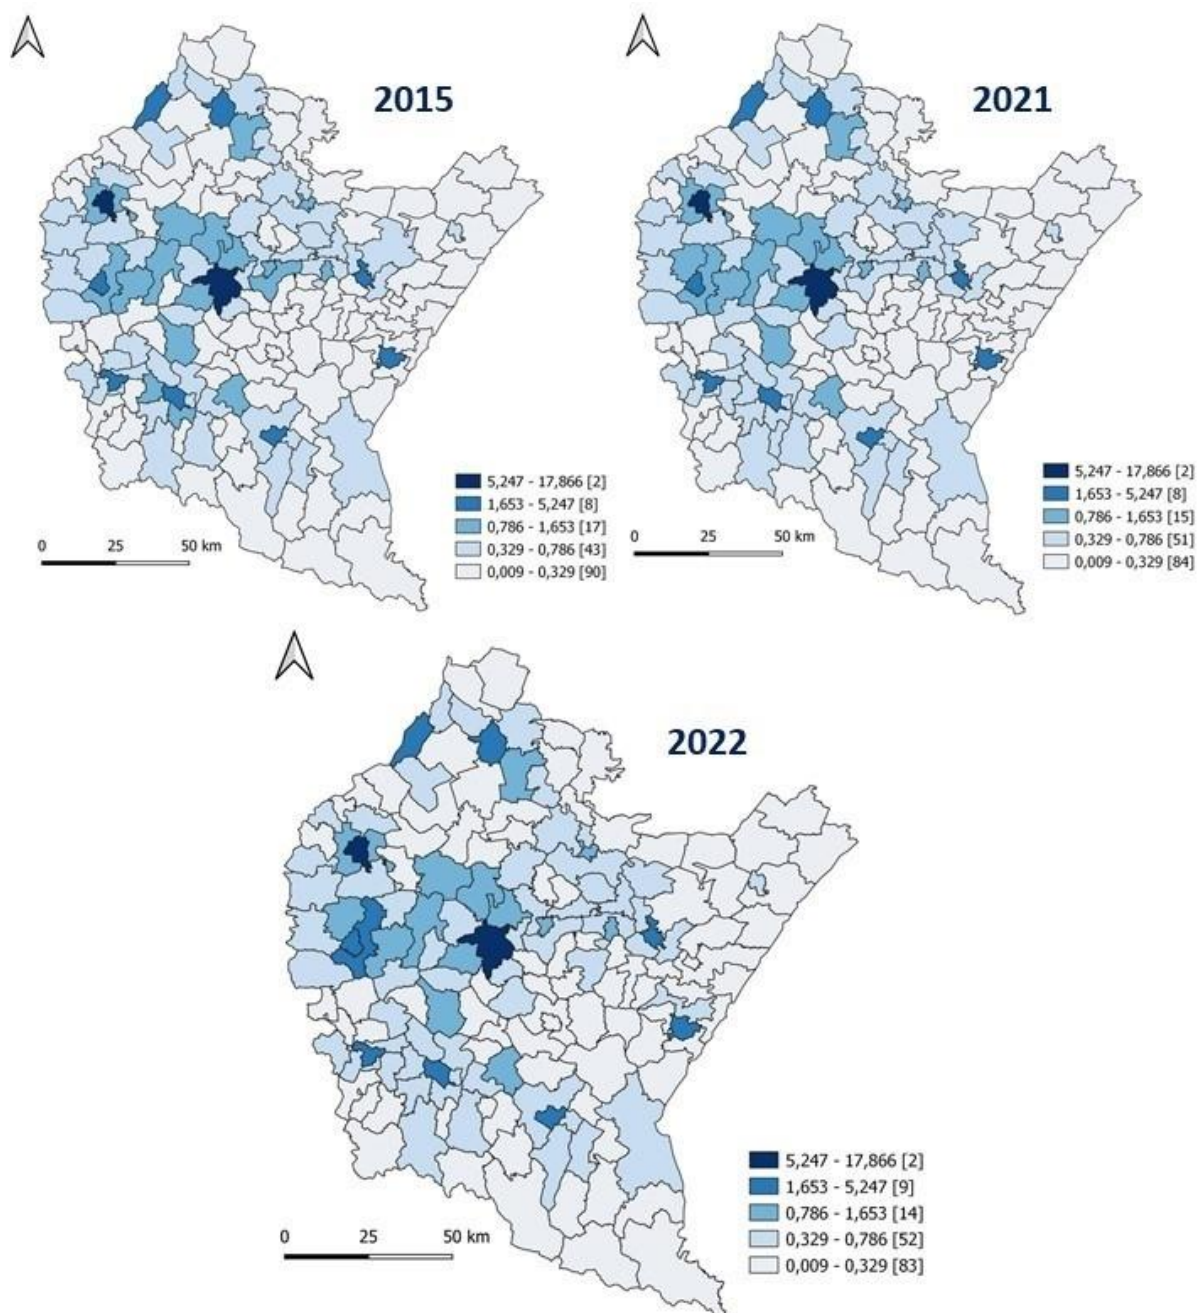 2015
5,247 - 17,866 [2]
1,653 - 5,247 [8]
0,786 - 1,653 [17]
0,329 - 0,786 [43]
0,009 - 0,329 [90]
0 25 50 km
2021
5,247 - 17,866 [2]
1,653 - 5,247 [8]
0,786 - 1,653 [15]
0,329 - 0,786 [51]
0,009 - 0,329 [84]
0 25 50 km
2022
5,247 - 17,866 [2]
1,653 - 5,247 [9]
0,786 - 1,653 [14]
0,329 - 0,786 [52]
0,009 - 0,329 [83]
0 25 50 km